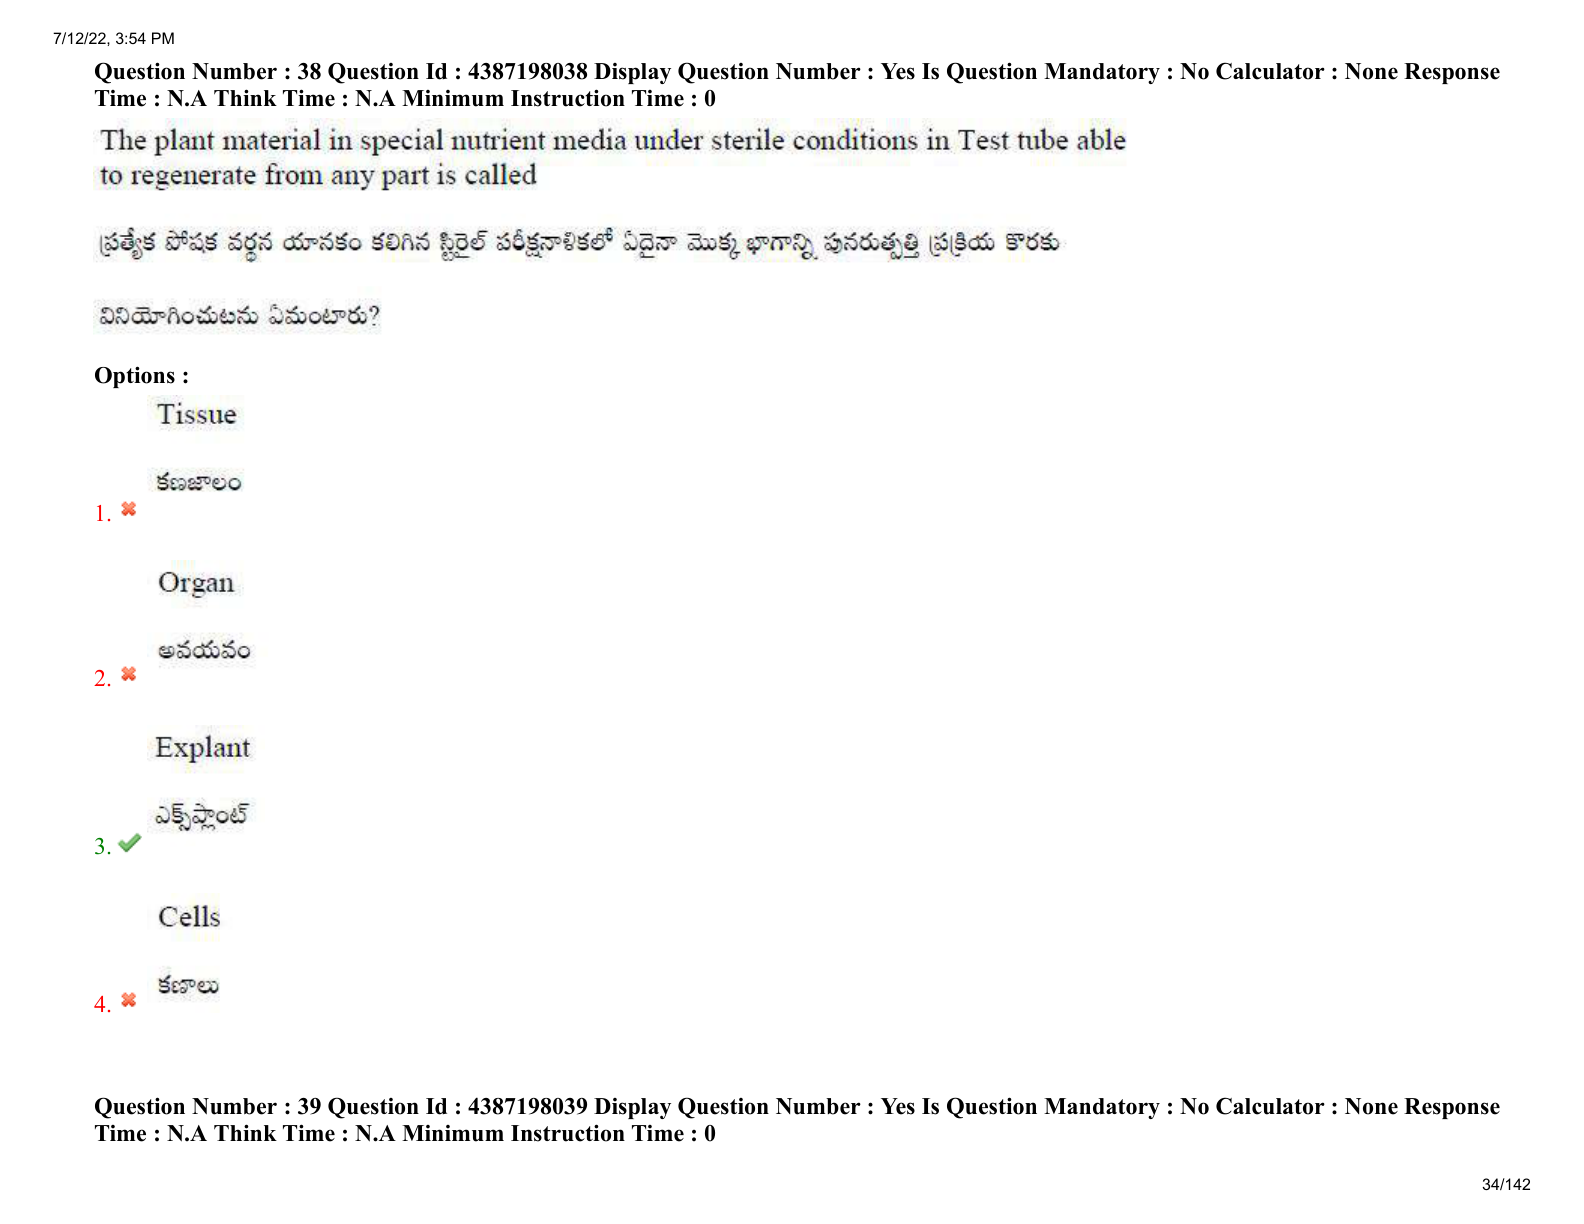 7/12/22, 3:54 PM
Question Number : 38 Question Id : 4387198038 Display Question Number : Yes Is Question Mandatory : No Calculator : None Response
Time : N.A Think Time : N.A Minimum Instruction Time : 0
The plant material in special nutrient media under sterile conditions in Test tube able
to regenerate from any part is called
ప్రత్యేక పోషక వర్ధన యానకం కలిగిన స్టెరైల్ పరీక్షనాళికలో ఏదైనా మొక్క భాగాన్ని పునరుత్పత్తి ప్రక్రియ కొరకు
వినియోగించుటను ఏమంటారు?
Options :
Tissue
కణజాలం
1.
Organ
అవయవం
2.
Explant
ఎక్స్‌ప్లాంట్
3.
Cells
కణాలు
4.
Question Number : 39 Question Id : 4387198039 Display Question Number : Yes Is Question Mandatory : No Calculator : None Response
Time : N.A Think Time : N.A Minimum Instruction Time : 0
34/142